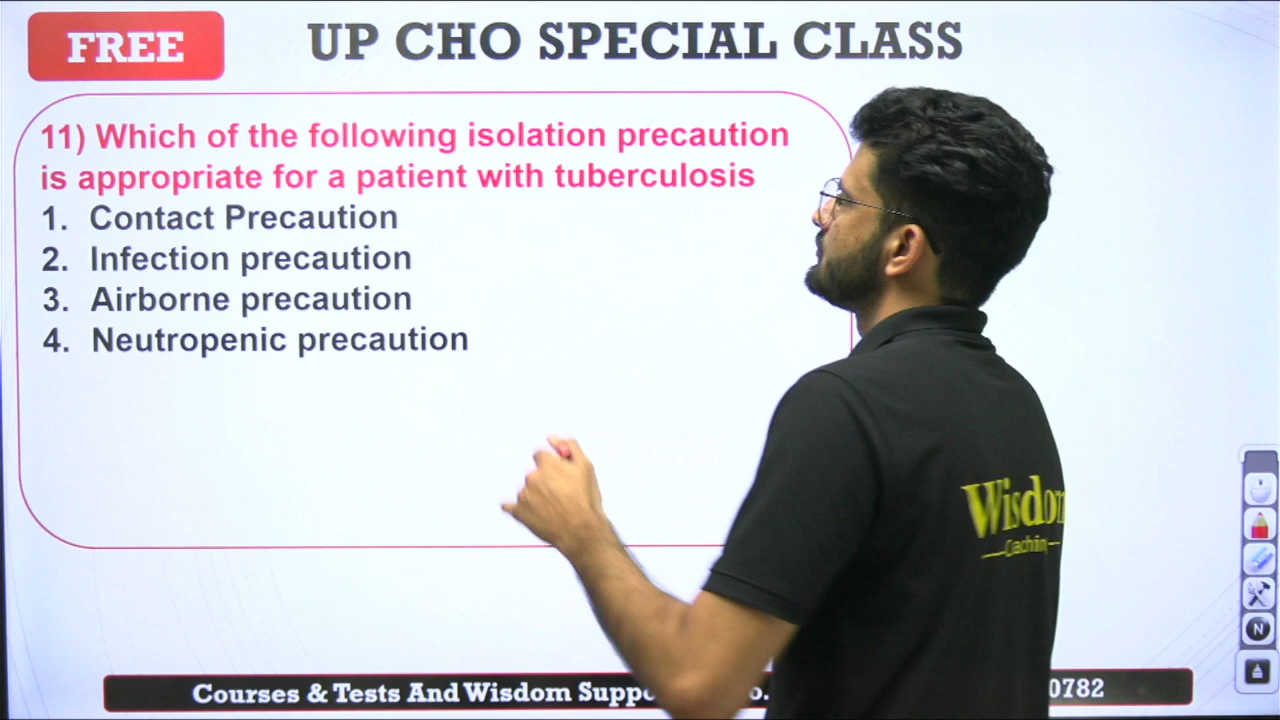 FREE
UP CHO SPECIAL CLASS
11) Which of the following isolation precaution
is appropriate for a patient with tuberculosis
1. Contact Precaution
2. Infection precaution
3. Airborne precaution
4. Neutropenic precaution
Wisdom
Coaching
N
Courses & Tests And Wisdom 0782